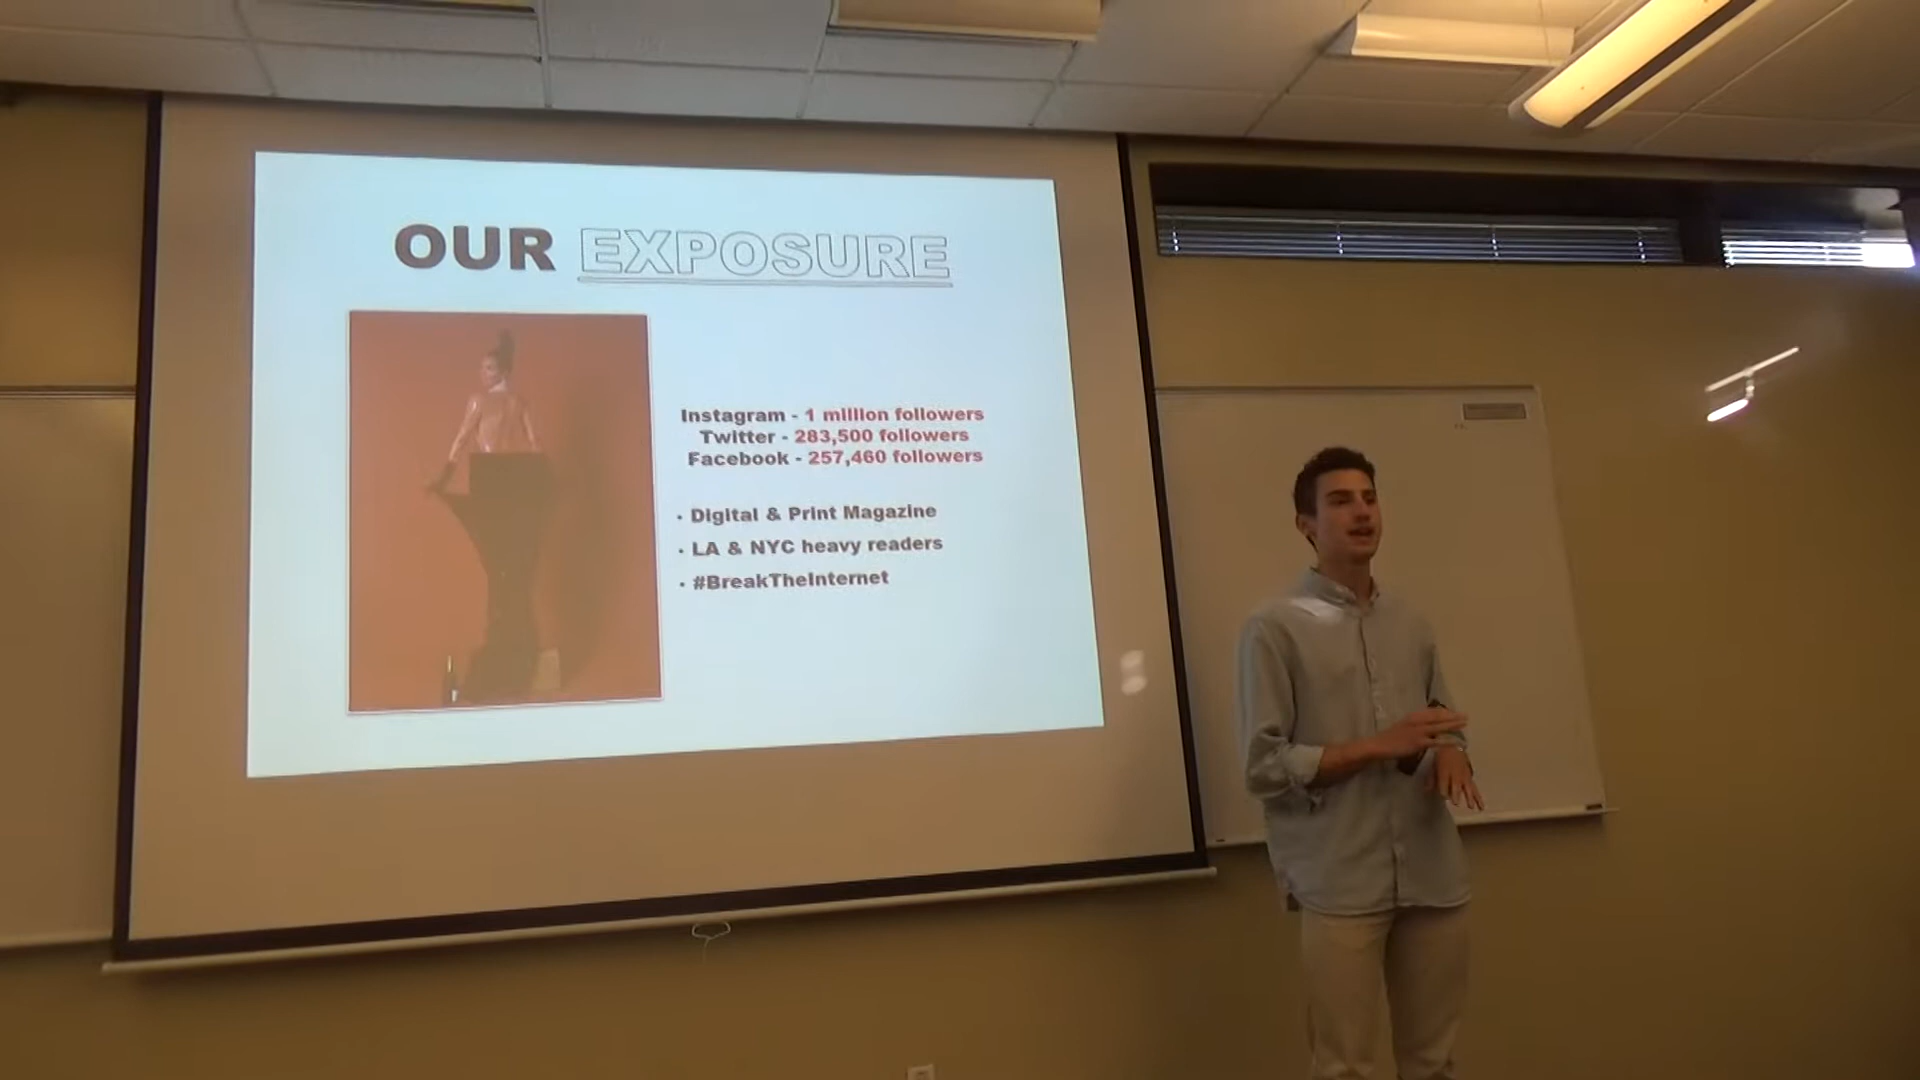 OUR EXPOSURE
Instagram - 1 million followers
Twitter - 283,500 followers
Facebook - 257,460 followers
• Digital & Print Magazine
• LA & NYC heavy readers
• #BreakTheInternet